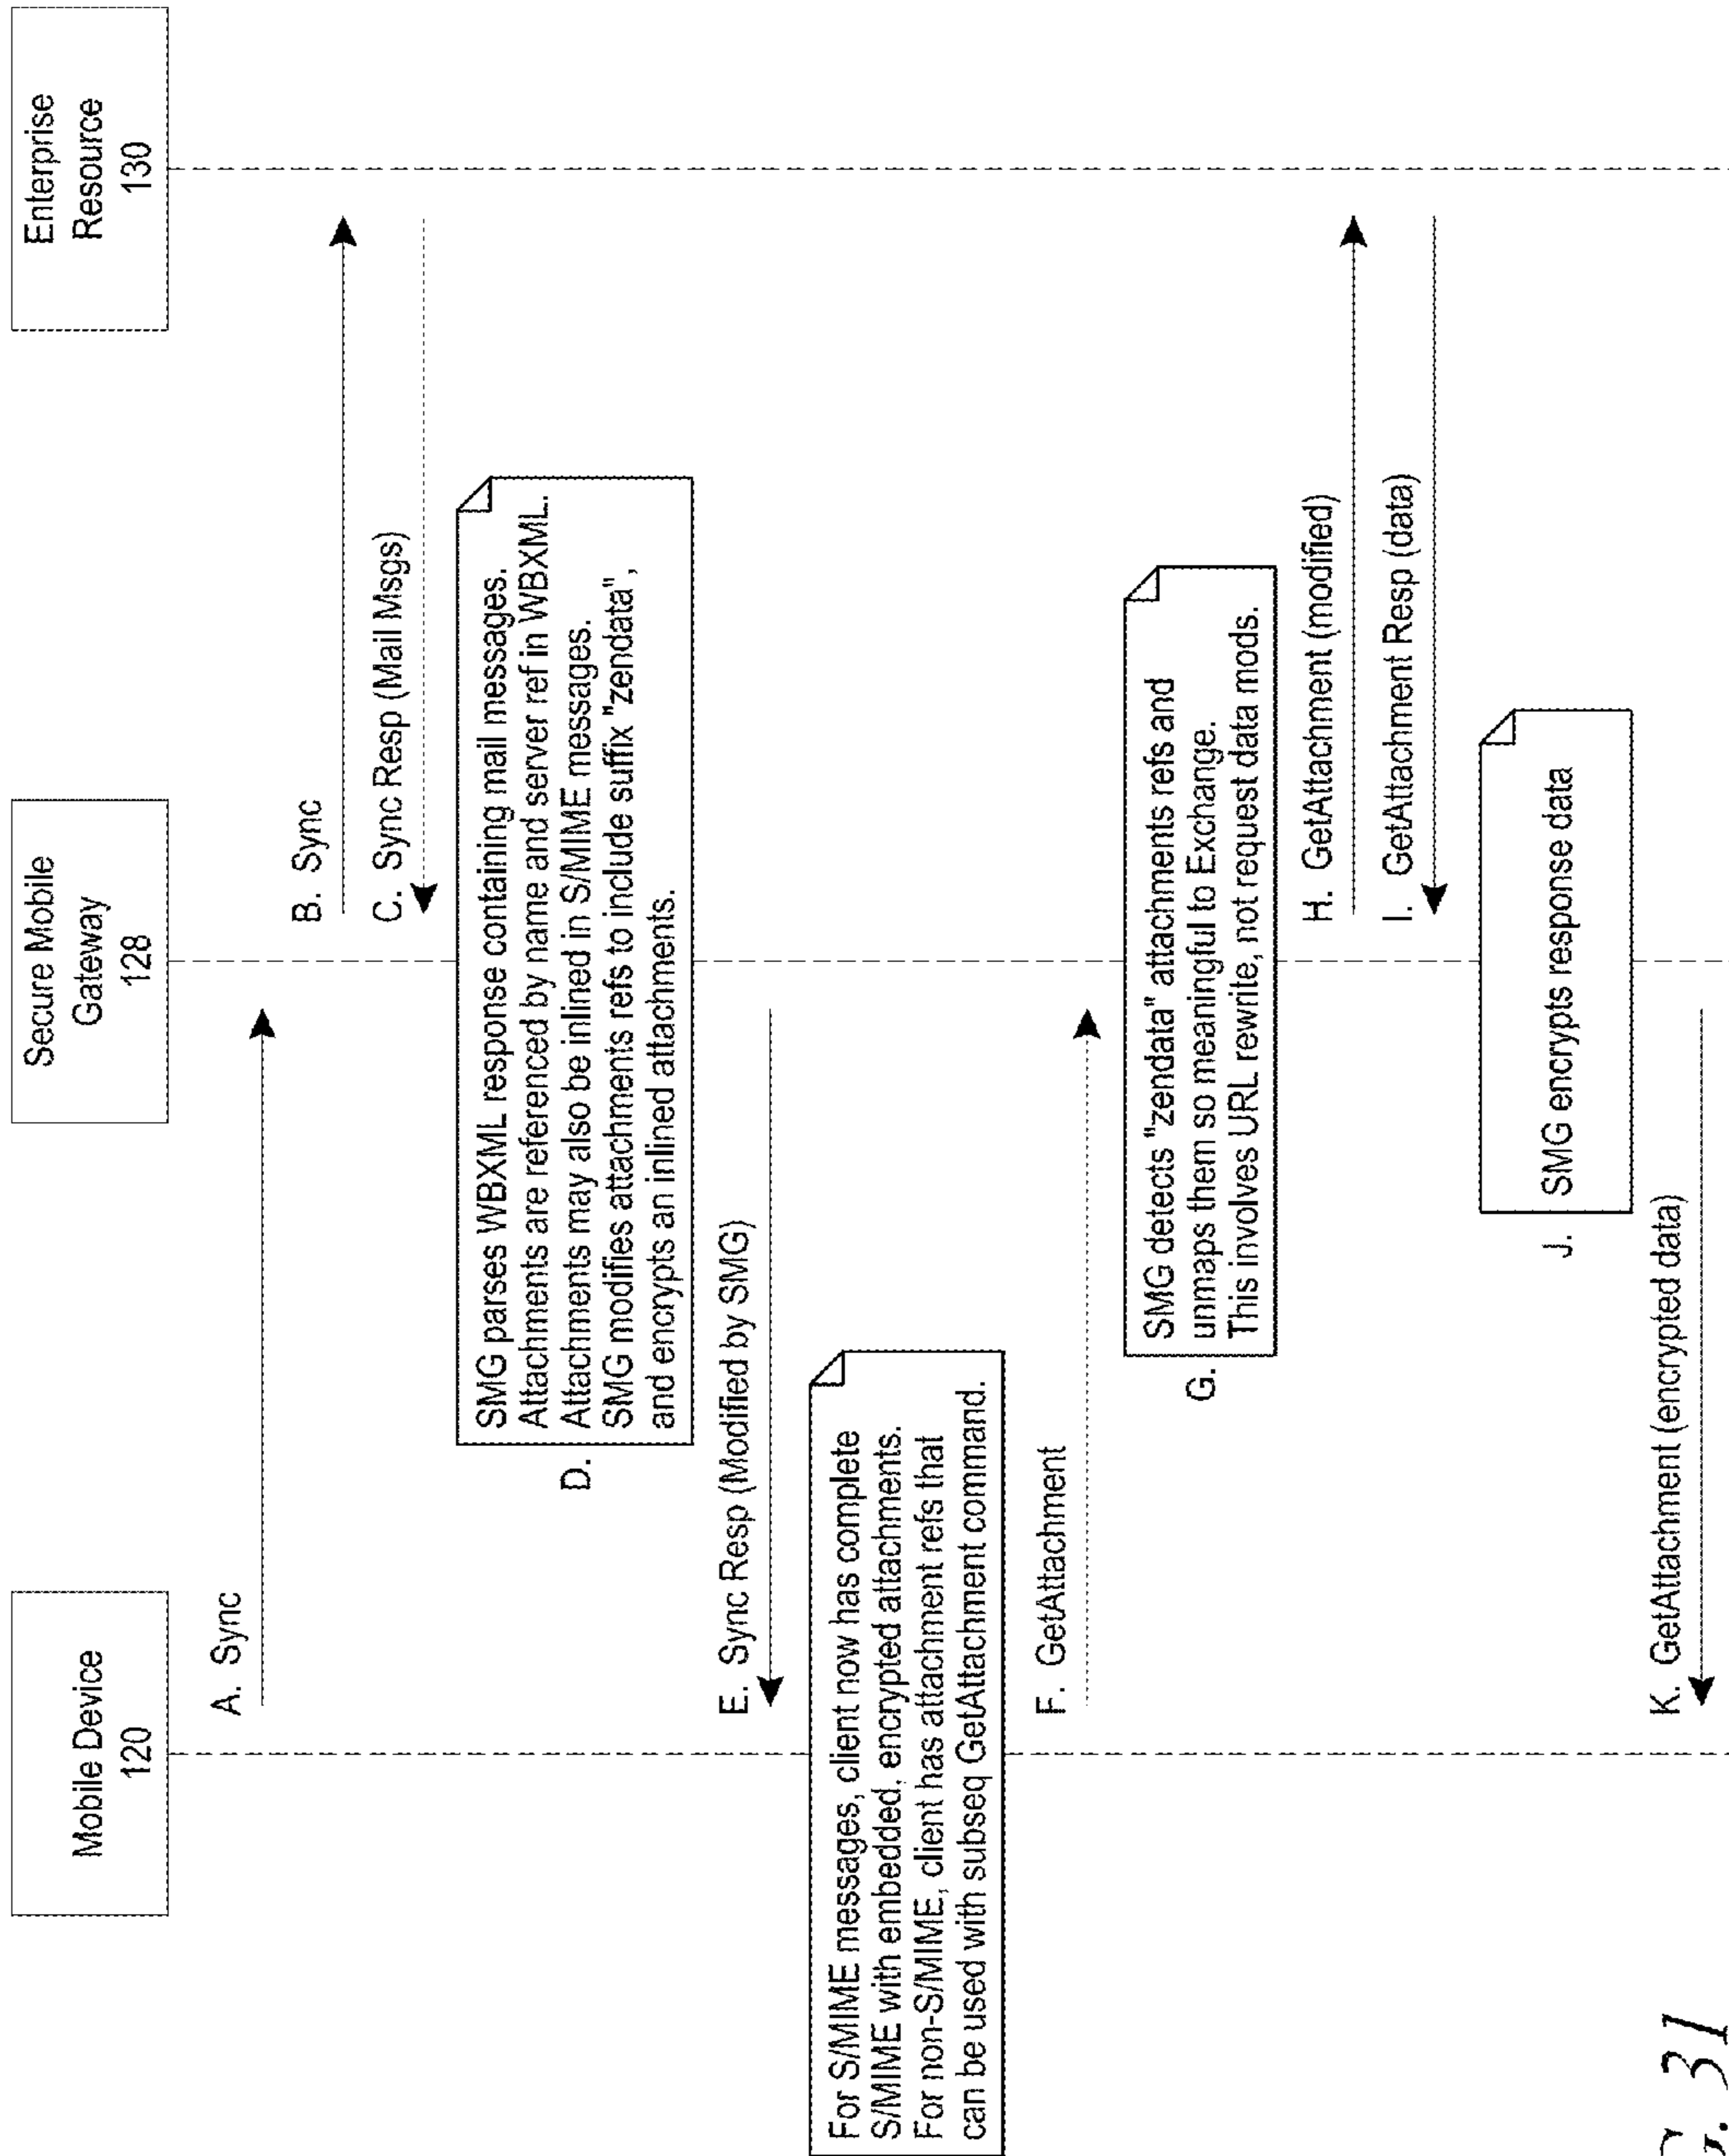 Mobile Device
120
Secure Mobile
Gateway
128
Enterprise
Resource
130
A. Sync
B. Sync
C. Sync Resp (Mail Msgs)
D.
SMG parses WBXML response containing mail messages.
Attachments are referenced by name and server ref in WBXML.
Attachments may also be inlined in S/MIME messages.
SMG modifies attachments refs to include suffix "zendata",
and encrypts an inlined attachments.
E. Sync Resp (Modified by SMG)
For S/MIME messages, client now has complete
S/MIME with embedded, encrypted attachments.
For non-S/MIME, client has attachment refs that
can be used with subseq GetAttachment command.
F. GetAttachment
G.
SMG detects "zendata" attachments refs and
unmaps them so meaningful to Exchange.
This involves URL rewrite, not request data mods.
H. GetAttachment (modified)
I. GetAttachment Resp (data)
J.
SMG encrypts response data
K. GetAttachment (encrypted data)
31